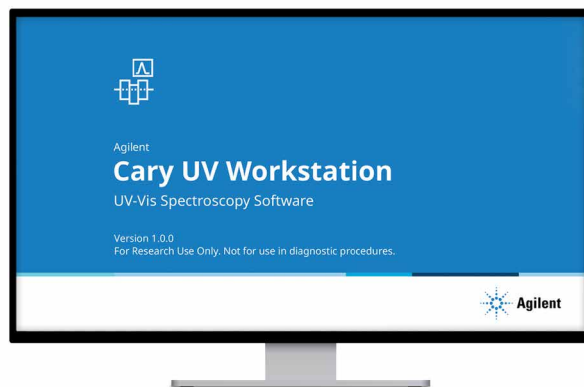 Agilent
Cary UV Workstation
UV-Vis Spectroscopy Software
Version 1.0.0
For Research Use Only. Not for use in diagnostic procedures.
Agilent